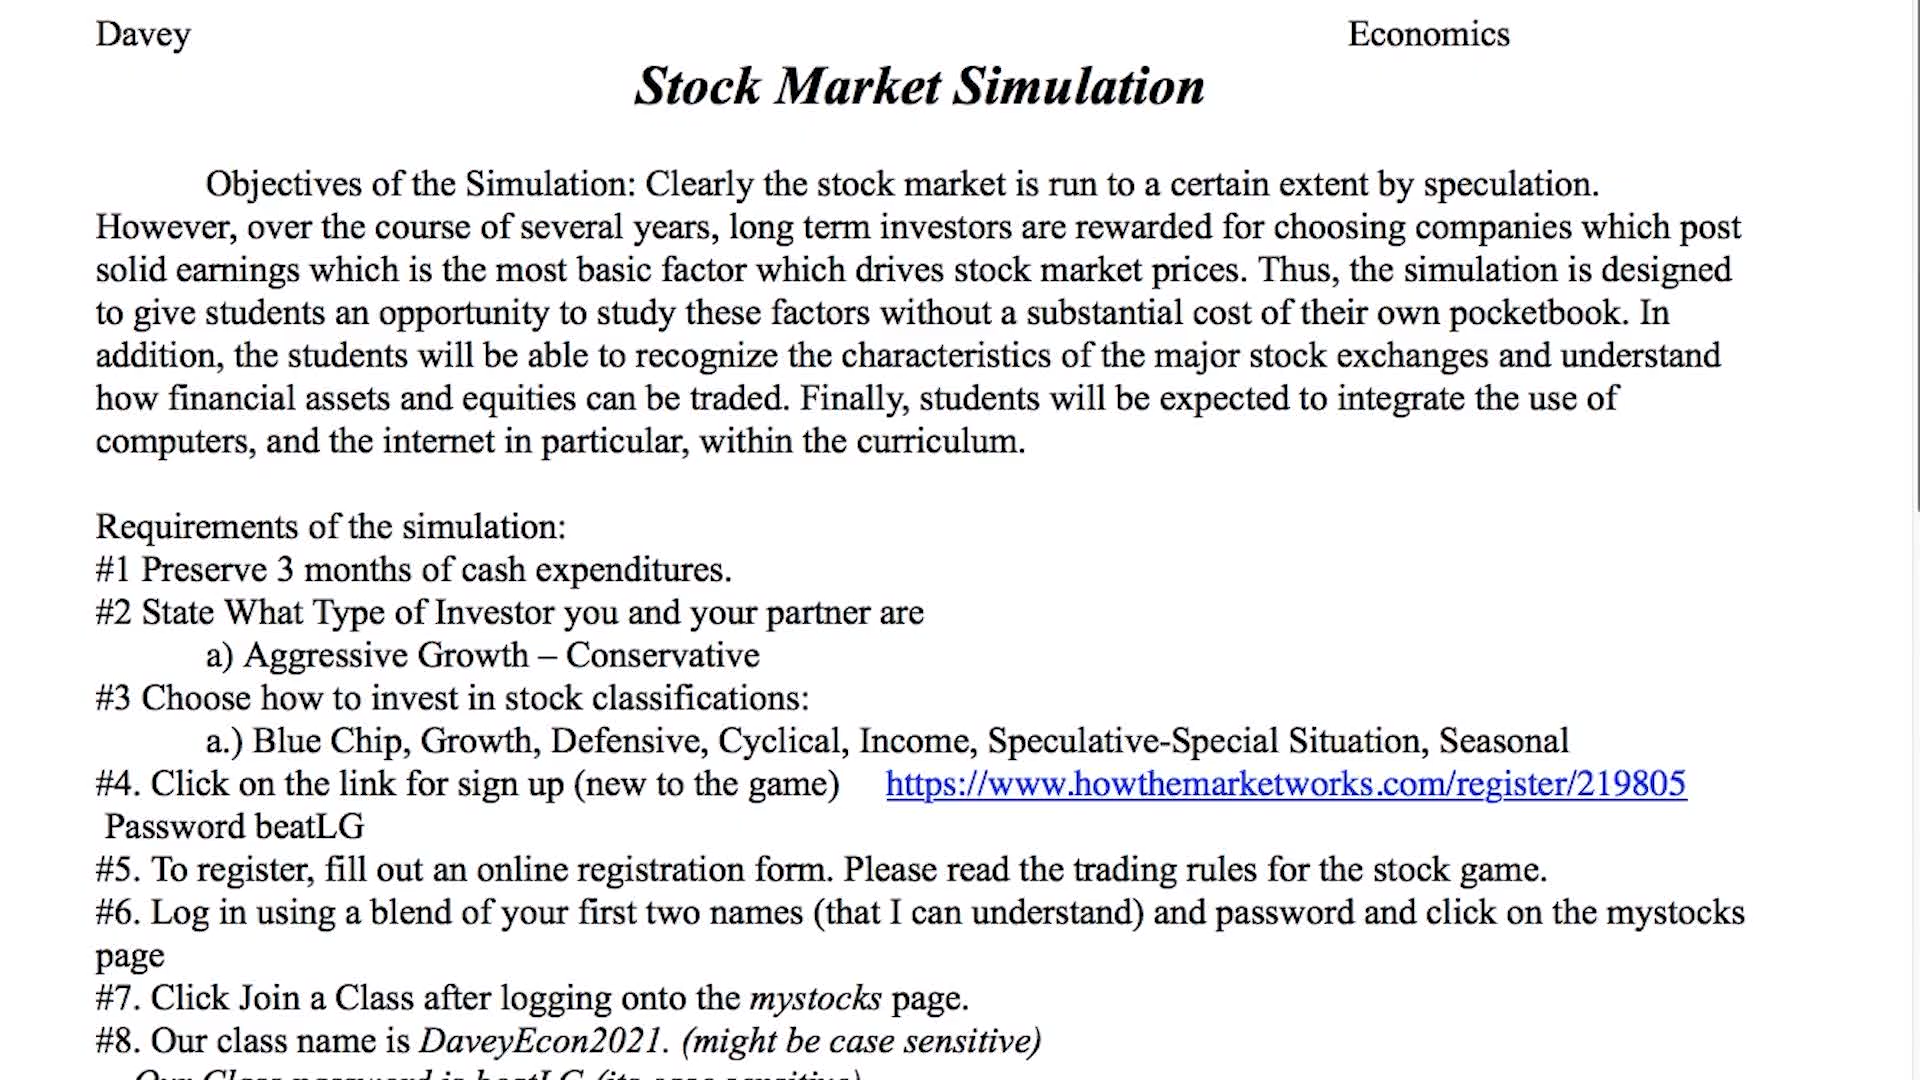 Davey Economics
Stock Market Simulation
Objectives of the Simulation: Clearly the stock market is run to a certain extent by speculation.
However, over the course of several years, long term investors are rewarded for choosing companies which post
solid earnings which is the most basic factor which drives stock market prices. Thus, the simulation is designed
to give students an opportunity to study these factors without a substantial cost of their own pocketbook. In
addition, the students will be able to recognize the characteristics of the major stock exchanges and understand
how financial assets and equities can be traded. Finally, students will be expected to integrate the use of
computers, and the internet in particular, within the curriculum.
Requirements of the simulation:
#1 Preserve 3 months of cash expenditures.
#2 State What Type of Investor you and your partner are
a) Aggressive Growth – Conservative
#3 Choose how to invest in stock classifications:
a.) Blue Chip, Growth, Defensive, Cyclical, Income, Speculative-Special Situation, Seasonal
#4. Click on the link for sign up (new to the game) https://www.howthemarketworks.com/register/219805
Password beatLG
#5. To register, fill out an online registration form. Please read the trading rules for the stock game.
#6. Log in using a blend of your first two names (that I can understand) and password and click on the mystocks
page
#7. Click Join a Class after logging onto the mystocks page.
#8. Our class name is DaveyEcon2021. (might be case sensitive)
Our Class password is beatLG (its case sensitive)